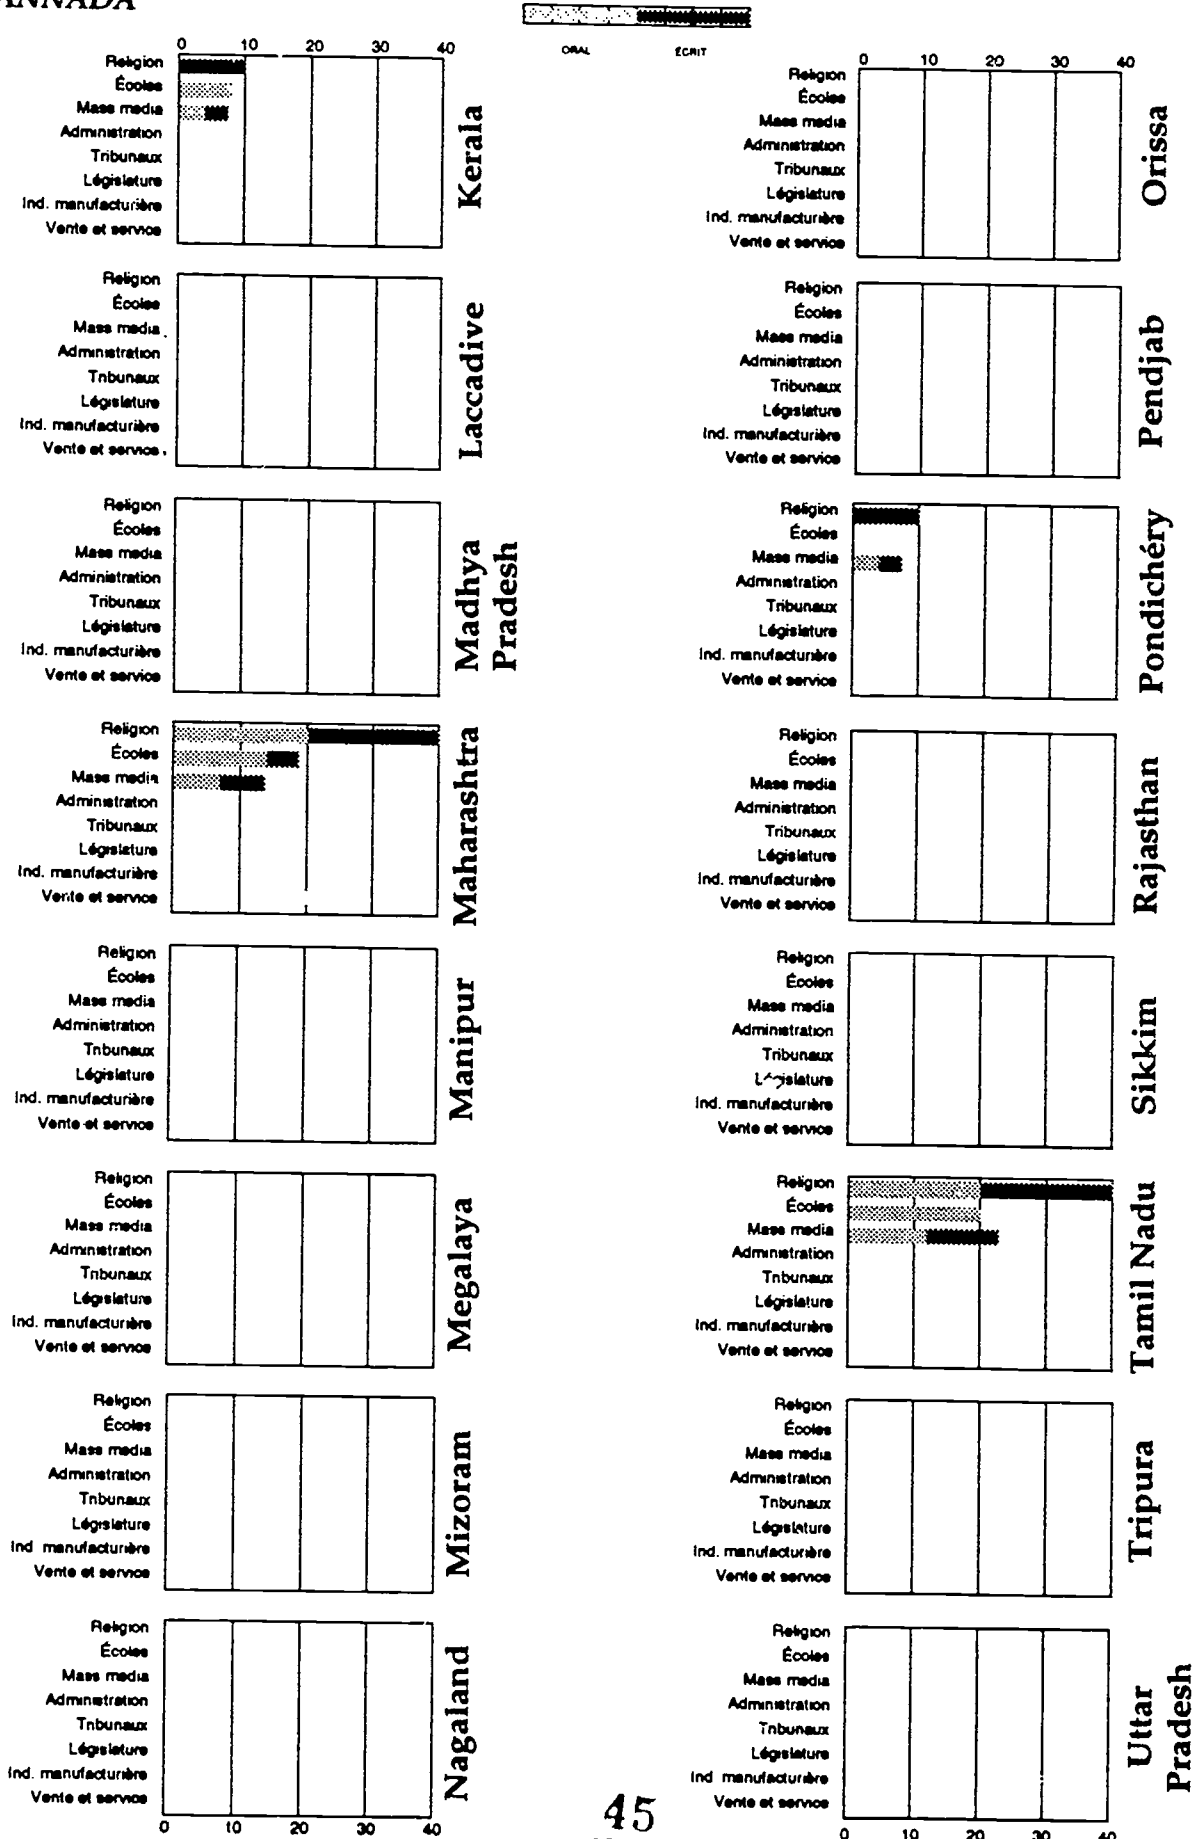 ORAL ÉCRIT
0 10 20 30 40
Religion
Écoles
Mass media
Administration
Tribunaux
Législature
Ind. manufacturière
Vente et service
Kerala
Religion
Écoles
Mass media
Administration
Tribunaux
Législature
Ind. manufacturière
Vente et service
Laccadive
Religion
Écoles
Mass media
Administration
Tribunaux
Législature
Ind. manufacturière
Vente et service
Madhya
Pradesh
Religion
Écoles
Mass media
Administration
Tribunaux
Législature
Ind. manufacturière
Vente et service
Maharashtra
Religion
Écoles
Mass media
Administration
Tribunaux
Législature
Ind. manufacturière
Vente et service
Manipur
Religion
Écoles
Mass media
Administration
Tribunaux
Législature
Ind. manufacturière
Vente et service
Megalaya
Religion
Écoles
Mass media
Administration
Tribunaux
Législature
Ind manufacturière
Vente et service
Mizoram
Religion
Écoles
Mass media
Administration
Tribunaux
Législature
Ind. manufacturière
Vente et service
Nagaland
0 10 20 30 40
0 10 20 30 40
Religion
Écoles
Mass media
Administration
Tribunaux
Législature
Ind. manufacturière
Vente et service
Orissa
Religion
Écoles
Mass media
Administration
Tribunaux
Législature
Ind. manufacturière
Vente et service
Pendjab
Religion
Écoles
Mass media
Administration
Tribunaux
Législature
Ind. manufacturière
Vente et service
Pondichéry
Religion
Écoles
Mass media
Administration
Tribunaux
Législature
Ind. manufacturière
Vente et service
Rajasthan
Religion
Écoles
Mass media
Administration
Tribunaux
Législature
Ind. manufacturière
Vente et service
Sikkim
Religion
Écoles
Mass media
Administration
Tribunaux
Législature
Ind. manufacturière
Vente et service
Tamil Nadu
Religion
Écoles
Mass media
Administration
Tribunaux
Législature
Ind. manufacturière
Vente et service
Tripura
Religion
Écoles
Mass media
Administration
Tribunaux
Législature
Ind manufacturière
Vente et service
Uttar
Pradesh
0 10 20 30 40
45